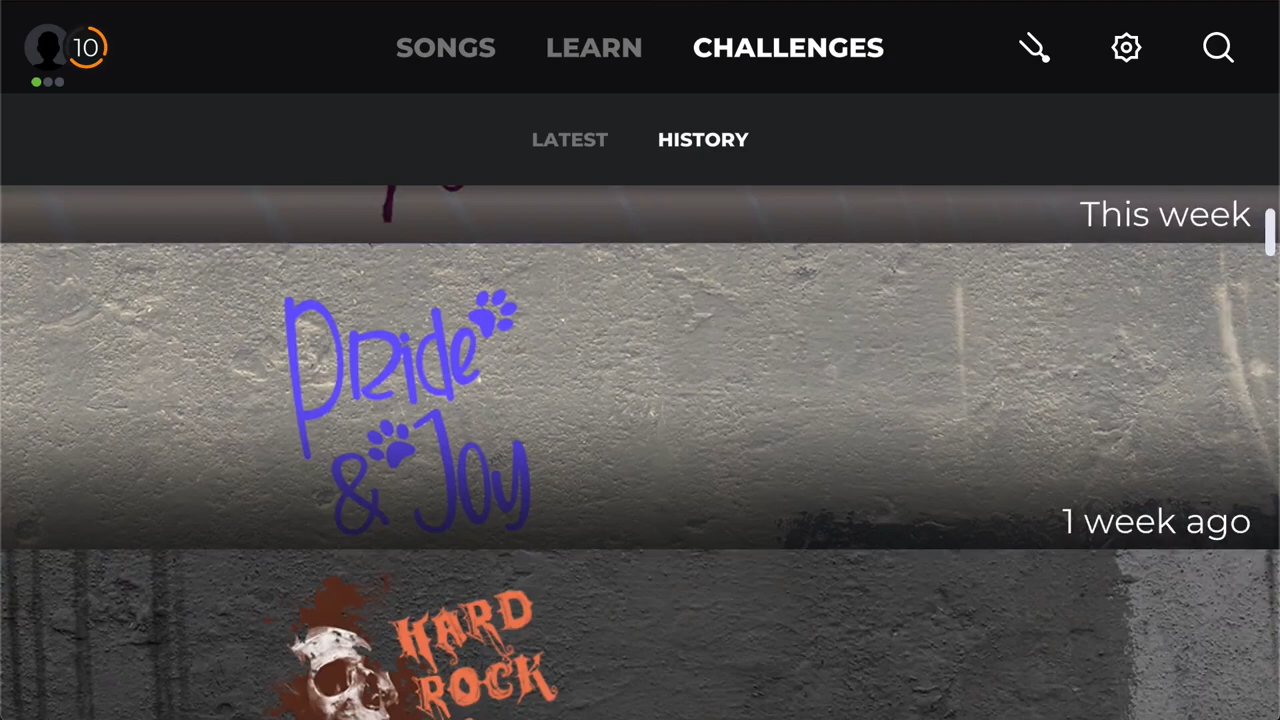 10
SONGS
LEARN
CHALLENGES
LATEST
HISTORY
This week
Pride
& Joy
1 week ago
HARD
ROCK